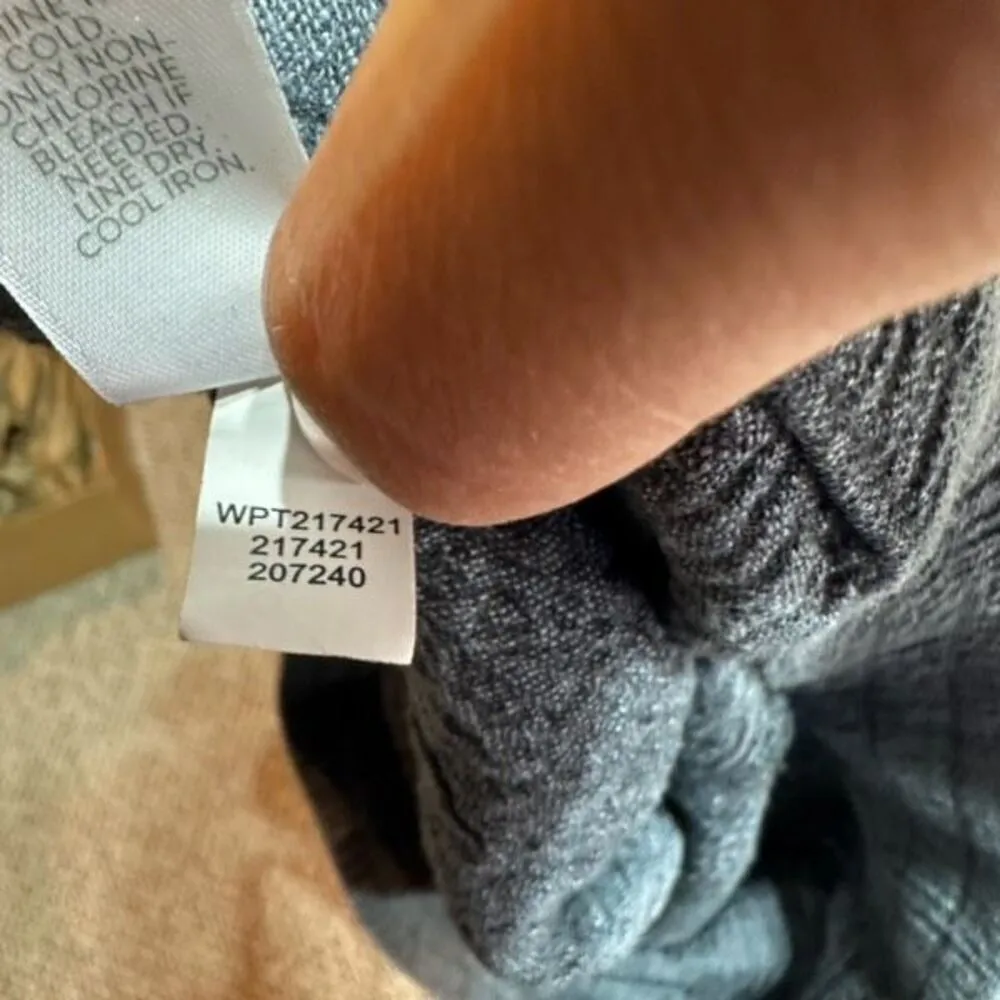 COLD.
ONLY NON-
CHLORINE
BLEACH IF
NEEDED.
LINE DRY.
COOL IRON.
WPT217421
217421
207240